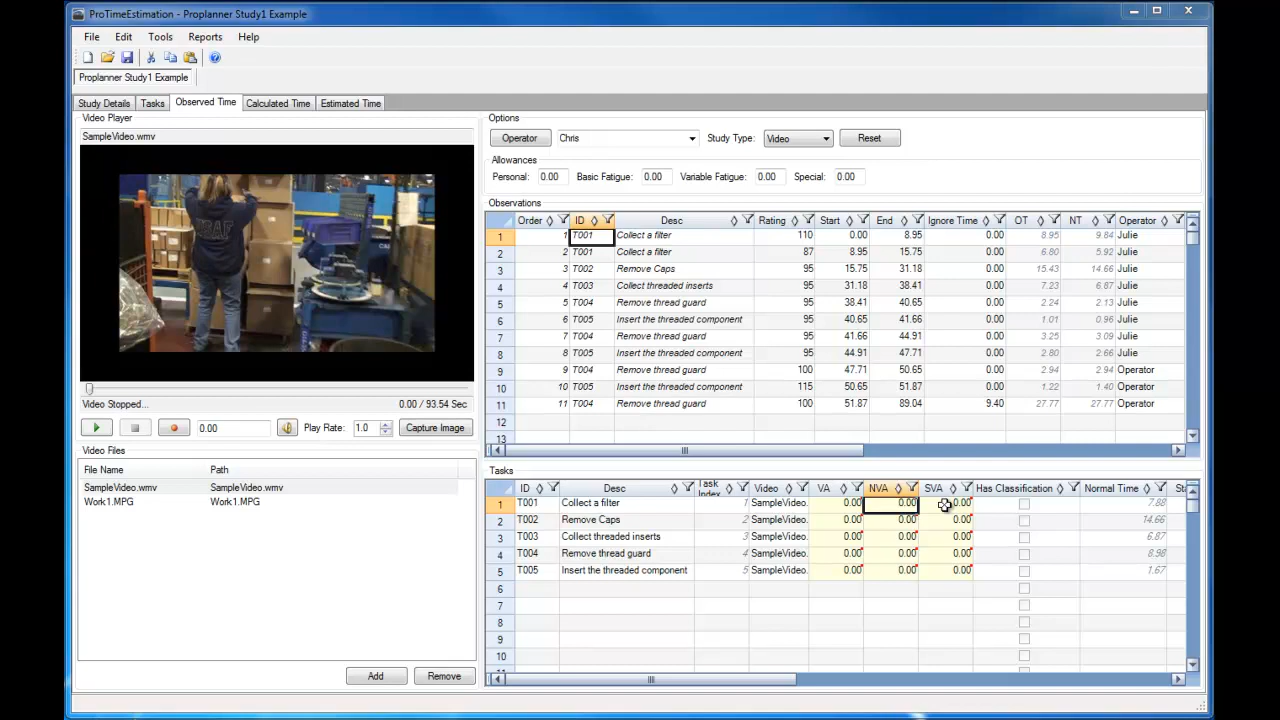 ProTimeEstimation - Proplanner Study1 Example
File Edit Tools Reports Help
Proplanner Study1 Example
Study Details Tasks Observed Time Calculated Time Estimated Time
Video Player
SampleVideo.wmv
Video Stopped... 0.00 / 93.54 Sec
0.00 Play Rate: 1.0 Capture Image
Video Files
File Name Path
SampleVideo.wmv SampleVideo.wmv
Work1.MPG Work1.MPG
Add Remove
Options
Operator Chris Study Type: Video Reset
Allowances
Personal: 0.00 Basic Fatigue: 0.00 Variable Fatigue: 0.00 Special: 0.00
Observations
Order ID Desc Rating Start End Ignore Time OT NT Operator
1 1 T001 Collect a filter 110 0.00 8.95 0.00 8.95 9.84 Julie
2 2 T001 Collect a filter 87 8.95 15.75 0.00 6.80 5.92 Julie
3 3 T002 Remove Caps 95 15.75 31.18 0.00 15.43 14.66 Julie
4 4 T003 Collect threaded inserts 95 31.18 38.41 0.00 7.23 6.87 Julie
5 5 T004 Remove thread guard 95 38.41 40.65 0.00 2.24 2.13 Julie
6 6 T005 Insert the threaded component 95 40.65 41.66 0.00 1.01 0.96 Julie
7 7 T004 Remove thread guard 95 41.66 44.91 0.00 3.25 3.09 Julie
8 8 T005 Insert the threaded component 95 44.91 47.71 0.00 2.80 2.66 Julie
9 9 T004 Remove thread guard 100 47.71 50.65 0.00 2.94 2.94 Operator
10 10 T005 Insert the threaded component 115 50.65 51.87 0.00 1.22 1.40 Operator
11 11 T004 Remove thread guard 100 51.87 89.04 9.40 27.77 27.77 Operator
12
13
Tasks
ID Desc Task Index Video VA NVA SVA Has Classification Normal Time
1 T001 Collect a filter 1 SampleVideo. 0.00 0.00 0.00 7.88
2 T002 Remove Caps 2 SampleVideo. 0.00 0.00 0.00 14.66
3 T003 Collect threaded inserts 3 SampleVideo. 0.00 0.00 0.00 6.87
4 T004 Remove thread guard 4 SampleVideo. 0.00 0.00 0.00 8.98
5 T005 Insert the threaded component 5 SampleVideo. 0.00 0.00 0.00 1.67
6
7
8
9
10